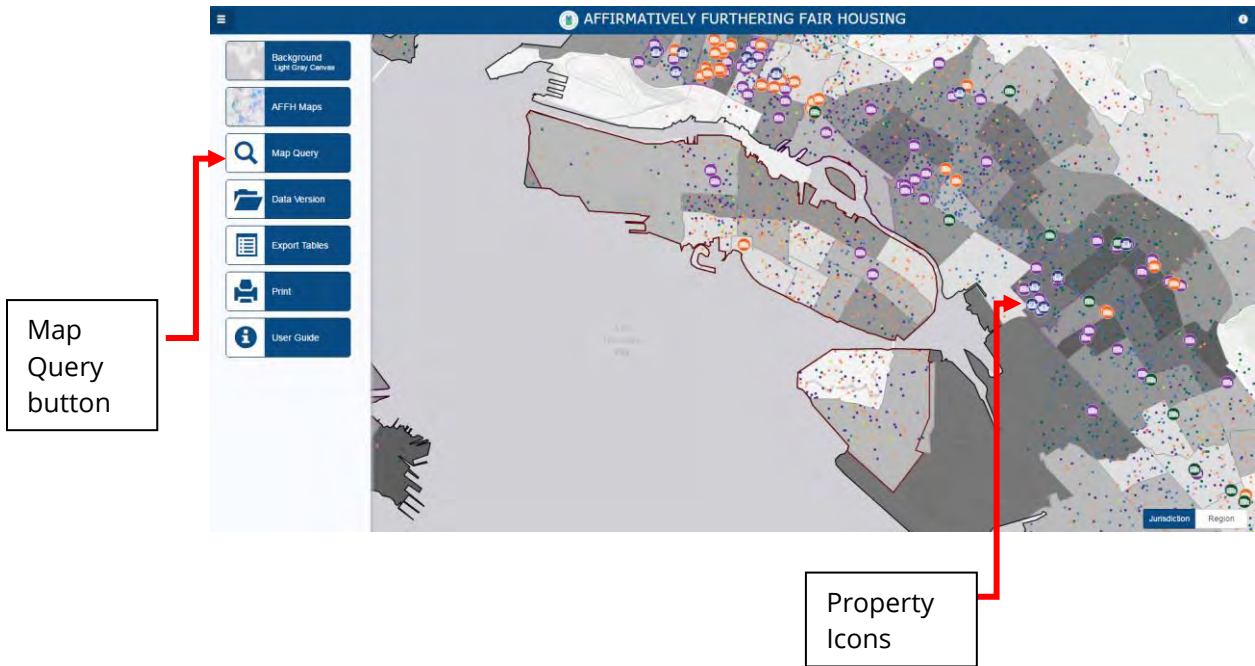 AFFIRMATIVELY FURTHERING FAIR HOUSING
Background
Light Gray Canvas
AFFH Maps
Map Query
Data Version
Export Tables
Print
User Guide
Map
Query
button
Jurisdiction
Region
Property
Icons